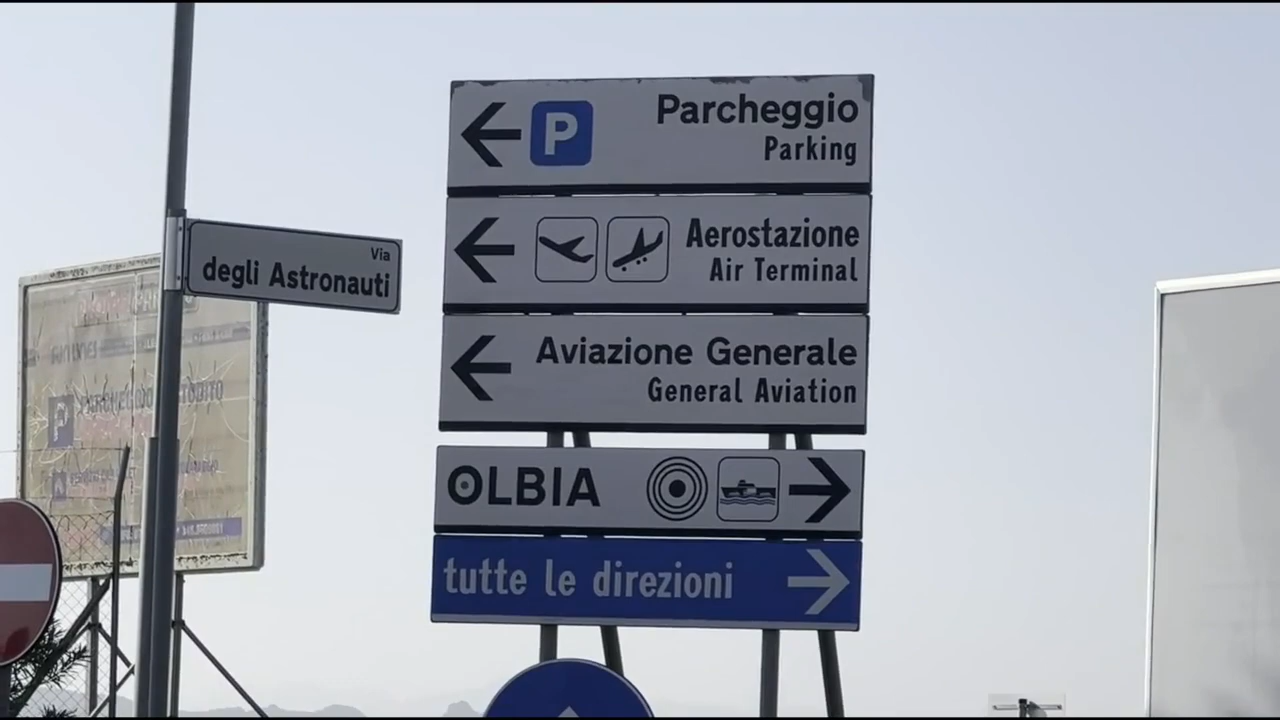 Via
degli Astronauti
P Parcheggio
Parking
Aerostazione
Air Terminal
Aviazione Generale
General Aviation
OLBIA
tutte le direzioni
P